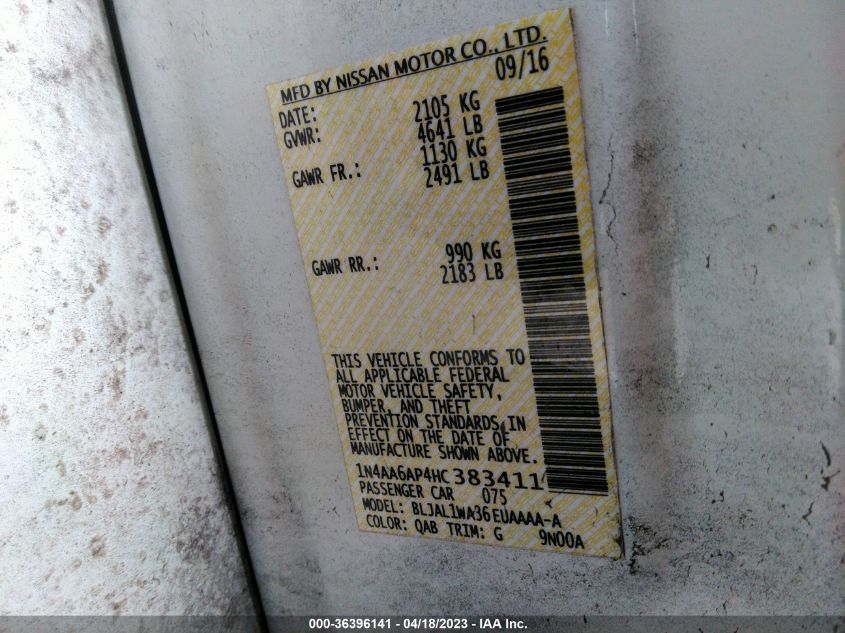 MFD BY NISSAN MOTOR CO., LTD.
DATE: 09/16
GVWR: 2105 KG
4641 LB
GAWR FR.: 1130 KG
2491 LB
GAWR RR.: 990 KG
2183 LB
THIS VEHICLE CONFORMS TO
ALL APPLICABLE FEDERAL
MOTOR VEHICLE SAFETY,
BUMPER, AND THEFT
PREVENTION STANDARDS IN
EFFECT ON THE DATE OF
MANUFACTURE SHOWN ABOVE.
1N4AA6AP4HC383411
PASSENGER CAR 075
MODEL: BLJAL1WA36EUAAAA-A
COLOR: QAB TRIM: G 9N00A
000-36396141 - 04/18/2023 - IAA Inc.